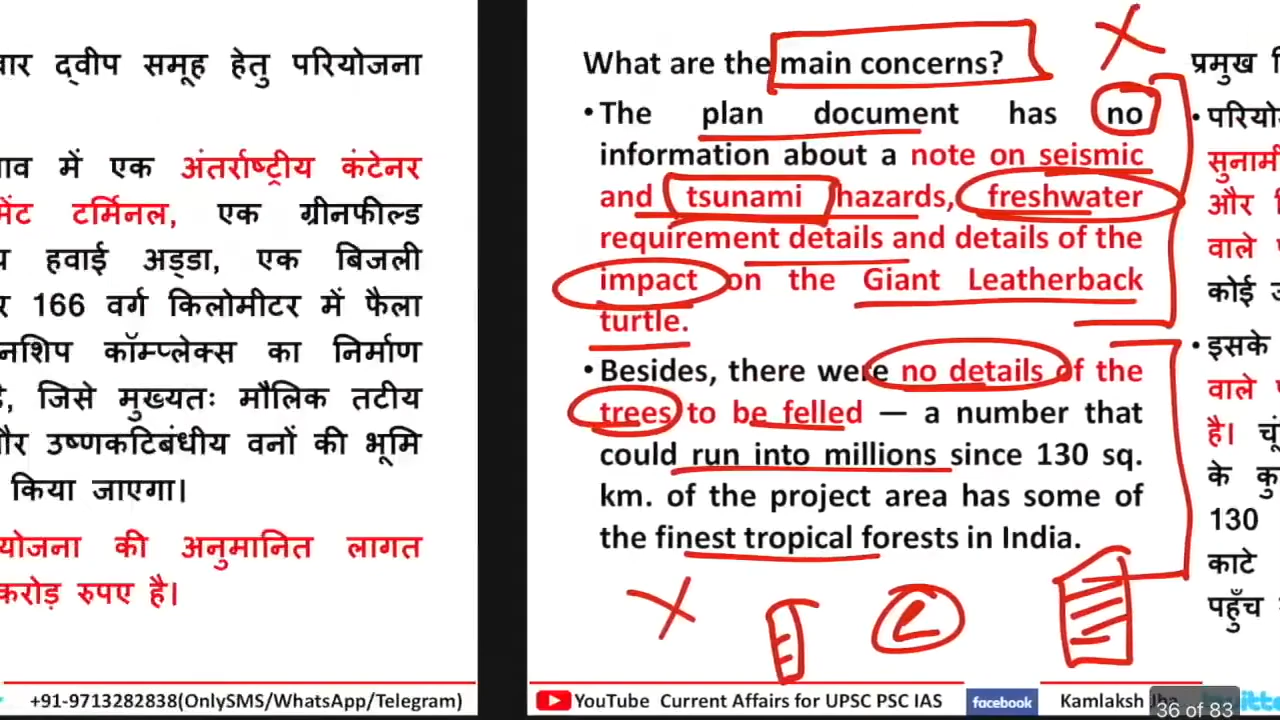 वार द्वीप समूह हेतु परियोजना
में एक अंतर्राष्ट्रीय कंटेनर
टर्मिनल, एक ग्रीनफील्ड
हवाई अड्डा, एक बिजली
166 वर्ग किलोमीटर में फैला
नशिप कॉम्प्लेक्स का निर्माण
जिसे मुख्यतः मौलिक तटीय
और उष्णकटिबंधीय वनों की भूमि
किया जाएगा।
योजना की अनुमानित लागत
करोड़ रुपए है।
+91-9713282838(OnlySMS/WhatsApp/Telegram)
What are the main concerns?
•The plan document has no
information about a note on seismic
and tsunami hazards, freshwater
requirement details and details of the
impact on the Giant Leatherback
turtle.
•Besides, there were no details of the
trees to be felled — a number that
could run into millions since 130 sq.
km. of the project area has some of
the finest tropical forests in India.
YouTube Current Affairs for UPSC PSC IAS facebook Kamlaksh Jha
36 of 83
प्रमुख
•
सुनामी
और
वाले
कोई
•इसके
वाले
है।
के
130
काटे
पहुँच